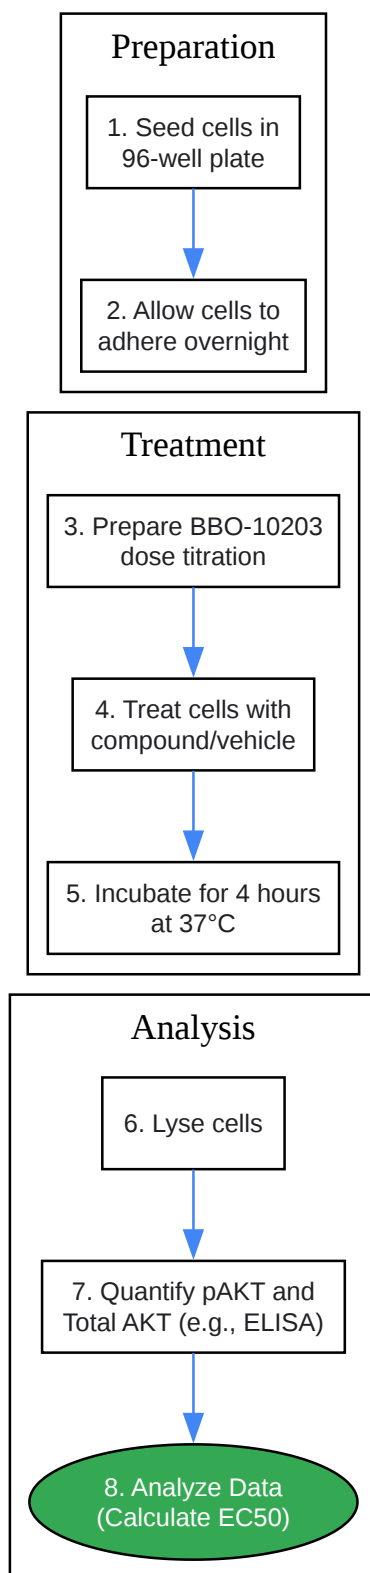 Preparation
1. Seed cells in
96-well plate
2. Allow cells to
adhere overnight
Treatment
3. Prepare BBO-10203
dose titration
4. Treat cells with
compound/vehicle
5. Incubate for 4 hours
at 37°C
Analysis
6. Lyse cells
7. Quantify pAKT and
Total AKT (e.g., ELISA)
8. Analyze Data
(Calculate EC50)